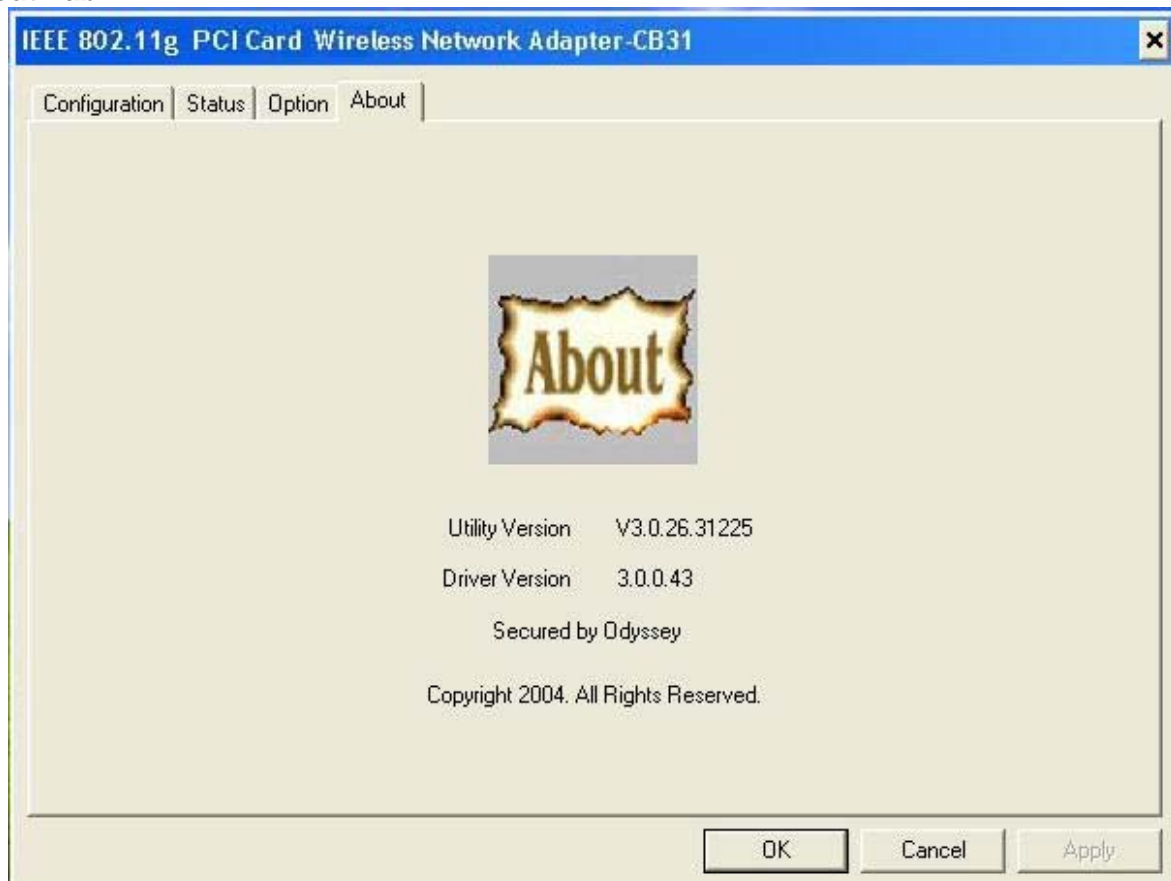 IEEE 802.11g PCI Card Wireless Network Adapter-CB31
Configuration Status Option About
About
Utility Version V3.0.26.31225
Driver Version 3.0.0.43
Secured by Odyssey
Copyright 2004. All Rights Reserved.
OK Cancel Apply